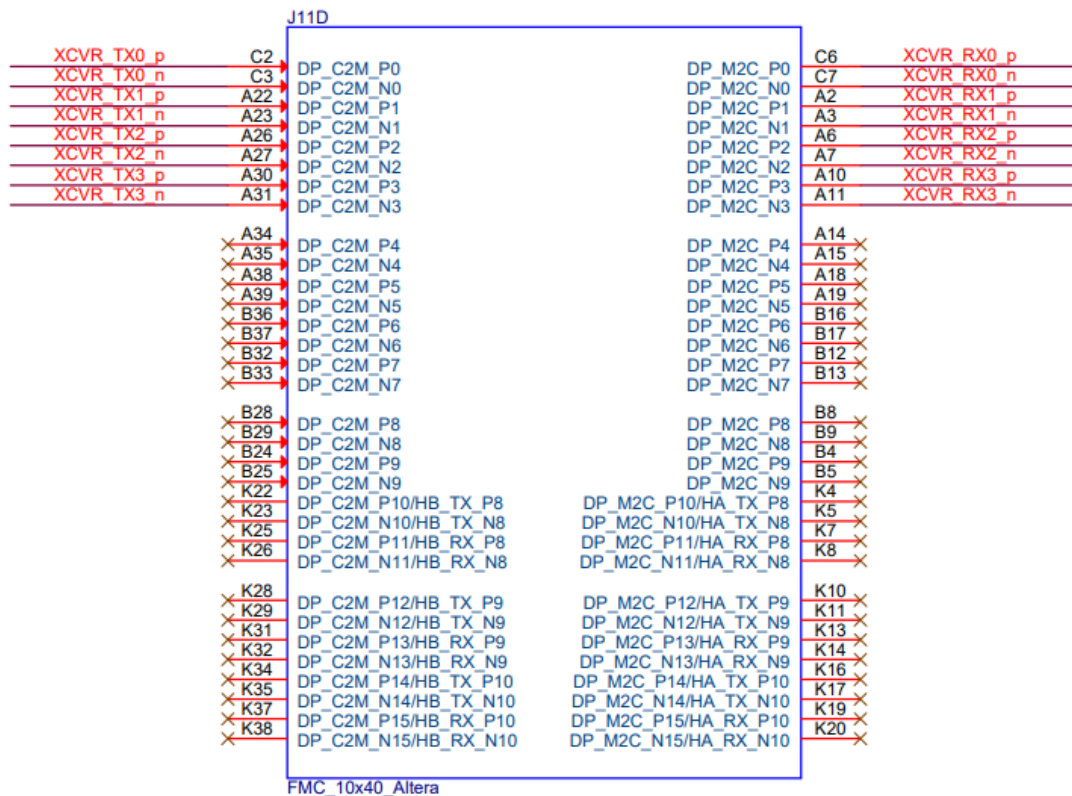 J11D
XCVR_TX0_p C2 DP_C2M_P0 DP_M2C_P0 C6 XCVR_RX0_p
XCVR_TX0_n C3 DP_C2M_N0 DP_M2C_N0 C7 XCVR_RX0_n
XCVR_TX1_p A22 DP_C2M_P1 DP_M2C_P1 A2 XCVR_RX1_p
XCVR_TX1_n A23 DP_C2M_N1 DP_M2C_N1 A3 XCVR_RX1_n
XCVR_TX2_p A26 DP_C2M_P2 DP_M2C_P2 A6 XCVR_RX2_p
XCVR_TX2_n A27 DP_C2M_N2 DP_M2C_N2 A7 XCVR_RX2_n
XCVR_TX3_p A30 DP_C2M_P3 DP_M2C_P3 A10 XCVR_RX3_p
XCVR_TX3_n A31 DP_C2M_N3 DP_M2C_N3 A11 XCVR_RX3_n
A34 DP_C2M_P4 DP_M2C_P4 A14
A35 DP_C2M_N4 DP_M2C_N4 A15
A38 DP_C2M_P5 DP_M2C_P5 A18
A39 DP_C2M_N5 DP_M2C_N5 A19
B36 DP_C2M_P6 DP_M2C_P6 B16
B37 DP_C2M_N6 DP_M2C_N6 B17
B32 DP_C2M_P7 DP_M2C_P7 B12
B33 DP_C2M_N7 DP_M2C_N7 B13
B28 DP_C2M_P8 DP_M2C_P8 B8
B29 DP_C2M_N8 DP_M2C_N8 B9
B24 DP_C2M_P9 DP_M2C_P9 B4
B25 DP_C2M_N9 DP_M2C_N9 B5
K22 DP_C2M_P10/HB_TX_P8 DP_M2C_P10/HA_TX_P8 K4
K23 DP_C2M_N10/HB_TX_N8 DP_M2C_N10/HA_TX_N8 K5
K25 DP_C2M_P11/HB_RX_P8 DP_M2C_P11/HA_RX_P8 K7
K26 DP_C2M_N11/HB_RX_N8 DP_M2C_N11/HA_RX_N8 K8
K28 DP_C2M_P12/HB_TX_P9 DP_M2C_P12/HA_TX_P9 K10
K29 DP_C2M_N12/HB_TX_N9 DP_M2C_N12/HA_TX_N9 K11
K31 DP_C2M_P13/HB_RX_P9 DP_M2C_P13/HA_RX_P9 K13
K32 DP_C2M_N13/HB_RX_N9 DP_M2C_N13/HA_RX_N9 K14
K34 DP_C2M_P14/HB_TX_P10 DP_M2C_P14/HA_TX_P10 K16
K35 DP_C2M_N14/HB_TX_N10 DP_M2C_N14/HA_TX_N10 K17
K37 DP_C2M_P15/HB_RX_P10 DP_M2C_P15/HA_RX_P10 K19
K38 DP_C2M_N15/HB_RX_N10 DP_M2C_N15/HA_RX_N10 K20
FMC_10x40_Altera